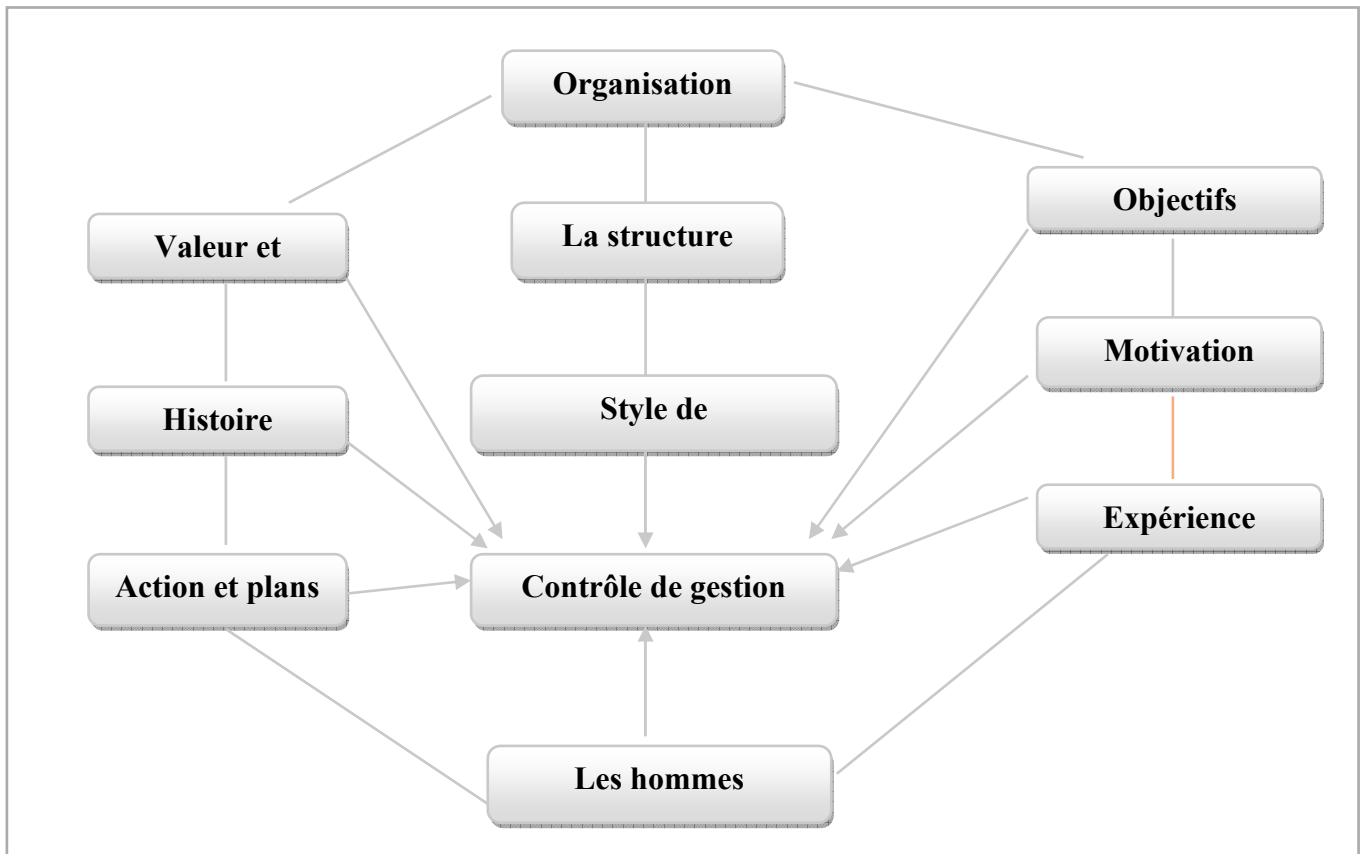 Organisation
Objectifs
Valeur et
La structure
Motivation
Histoire
Style de
Expérience
Action et plans
Contrôle de gestion
Les hommes